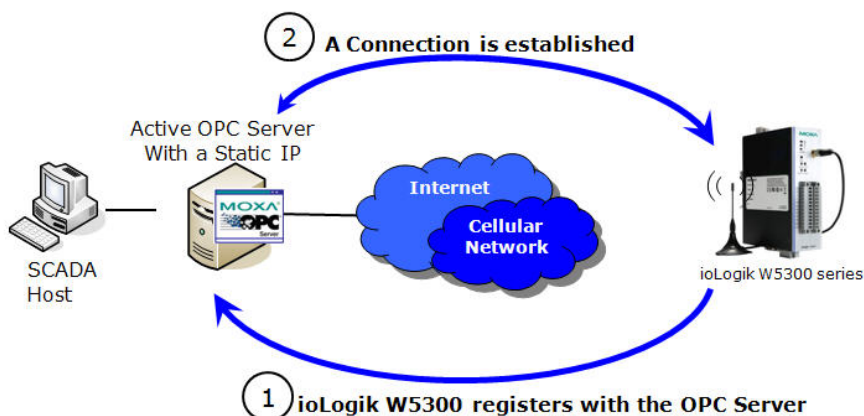 2 A Connection is established
Active OPC Server
With a Static IP
MOXA
OPC
Server
Internet
Cellular
Network
MOXA
SCADA
Host
ioLogik W5300 series
1 ioLogik W5300 registers with the OPC Server